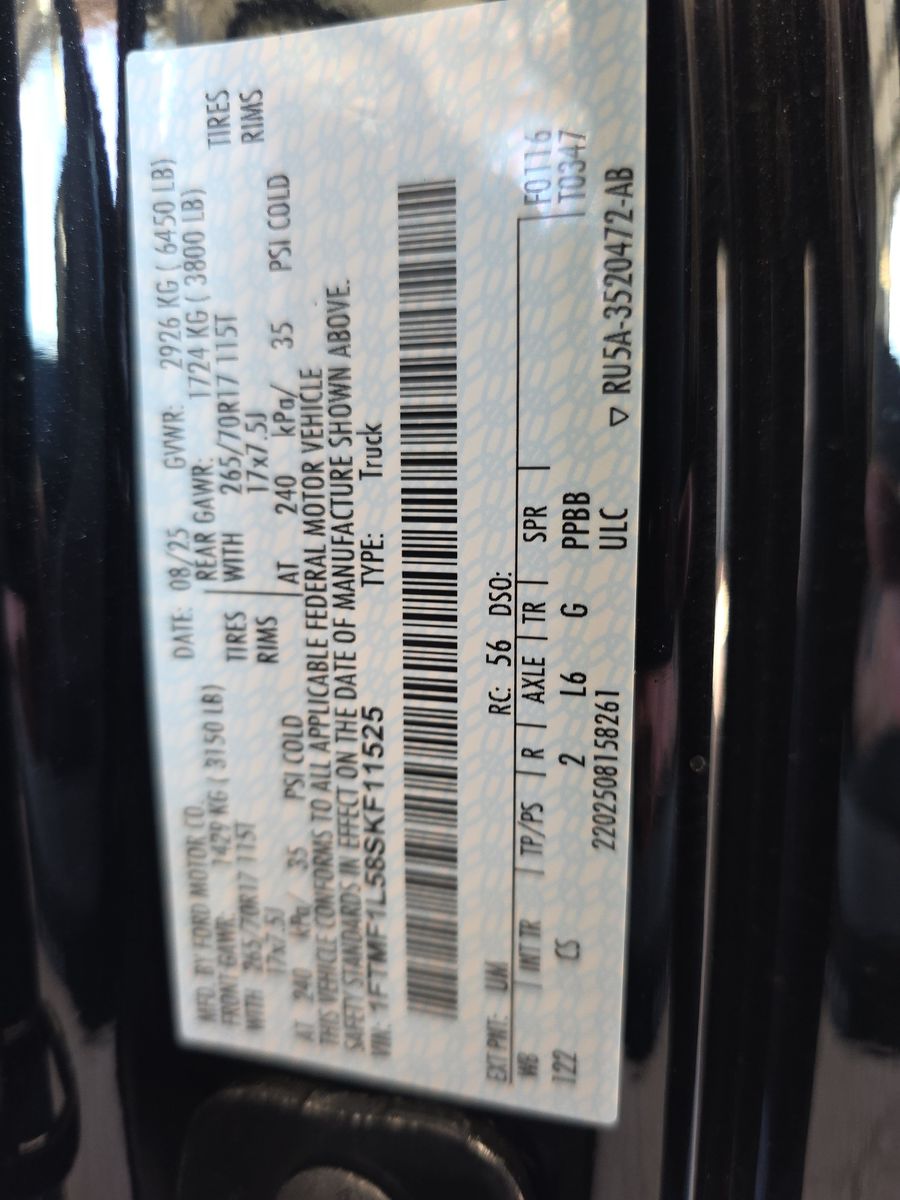 MFD. BY FORD MOTOR CO. DATE: 08/25 GVWR: 2926 KG ( 6450 LB)
FRONT GAWR: 1429 KG ( 3150 LB) REAR GAWR: 1724 KG ( 3800 LB)
WITH 265/70R17 115T TIRES WITH 265/70R17 115T TIRES
17x7.5J RIMS 17x7.5J RIMS
AT 240 kPa/ 35 PSI COLD AT 240 kPa/ 35 PSI COLD
THIS VEHICLE CONFORMS TO ALL APPLICABLE FEDERAL MOTOR VEHICLE
SAFETY STANDARDS IN EFFECT ON THE DATE OF MANUFACTURE SHOWN ABOVE.
VIN: 1FTMF1L58SKF11525 TYPE: Truck
EXT PNT: UM RC: 56 DSO:
WB INT TR TP/PS R AXLE TR SPR F0116
T0347
122 CS 2 L6 G PPBB
ULC
2202508158261 ▽ RU5A-3520472-AB